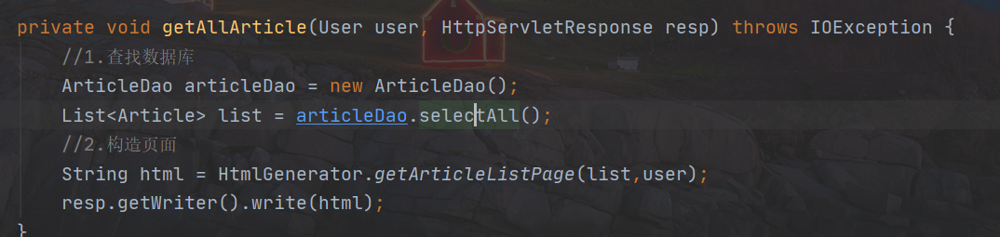 private void getAllArticle(User user, HttpServletResponse resp) throws IOException {
    //1.查找数据库
    ArticleDao articleDao = new ArticleDao();
    List<Article> list = articleDao.selectAll();
    //2.构造页面
    String html = HtmlGenerator.getArticleListPage(list,user);
    resp.getWriter().write(html);
}